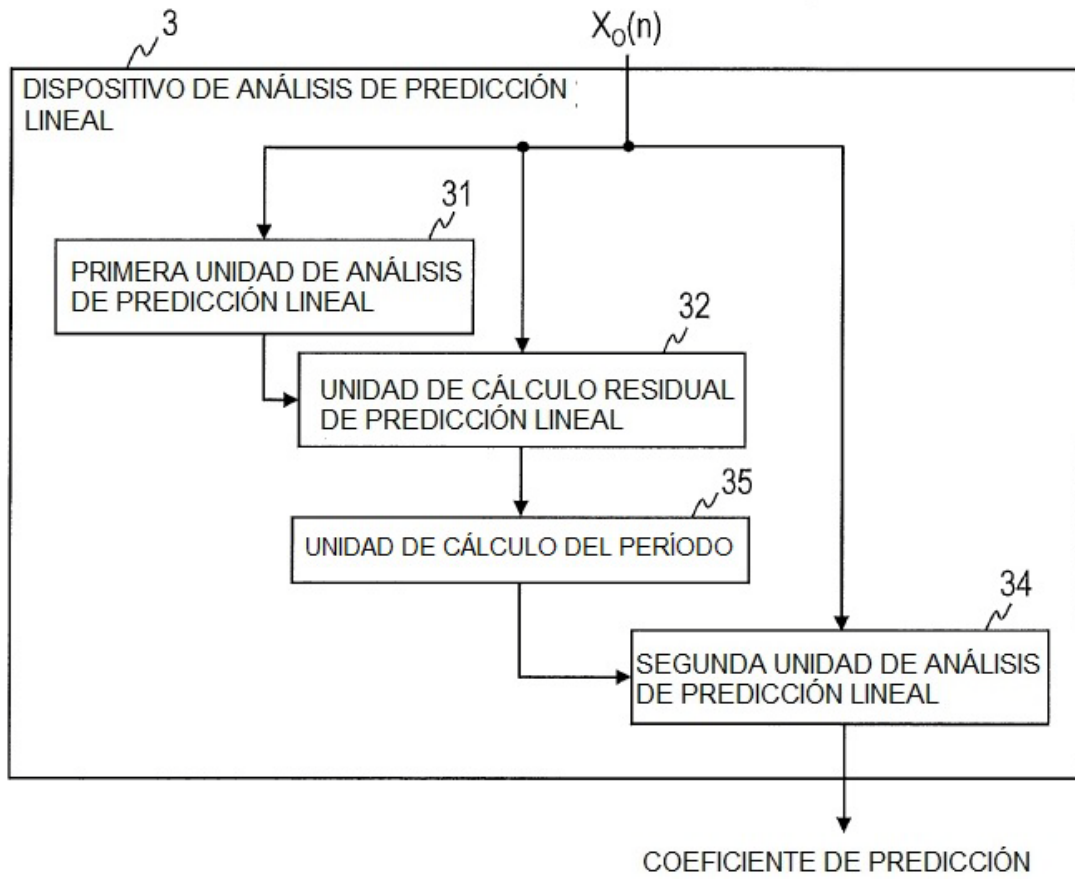 3
X₀(n)
DISPOSITIVO DE ANÁLISIS DE PREDICCIÓN
LINEAL
31
PRIMERA UNIDAD DE ANÁLISIS
DE PREDICCIÓN LINEAL
32
UNIDAD DE CÁLCULO RESIDUAL
DE PREDICCIÓN LINEAL
35
UNIDAD DE CÁLCULO DEL PERÍODO
34
SEGUNDA UNIDAD DE ANÁLISIS
DE PREDICCIÓN LINEAL
COEFICIENTE DE PREDICCIÓN